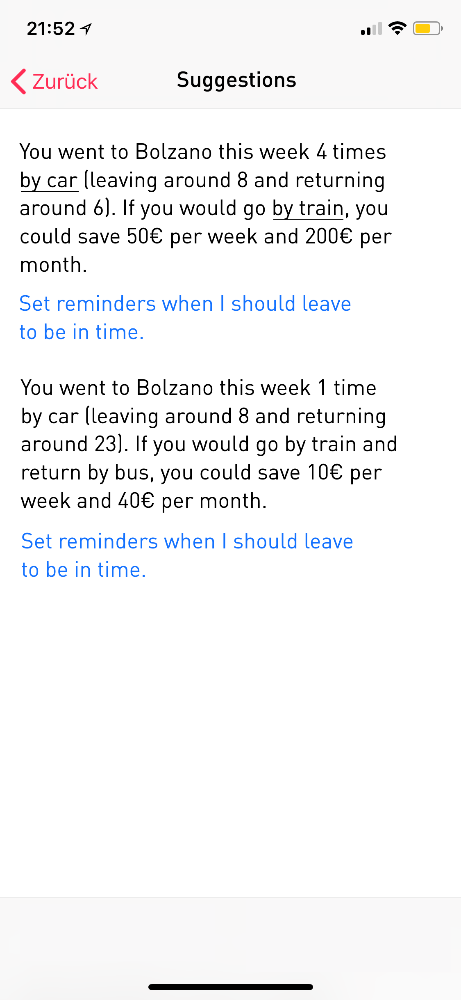 21:52
Zurück
Suggestions
You went to Bolzano this week 4 times
by car (leaving around 8 and returning
around 6). If you would go by train, you
could save 50€ per week and 200€ per
month.
Set reminders when I should leave
to be in time.
You went to Bolzano this week 1 time
by car (leaving around 8 and returning
around 23). If you would go by train and
return by bus, you could save 10€ per
week and 40€ per month.
Set reminders when I should leave
to be in time.